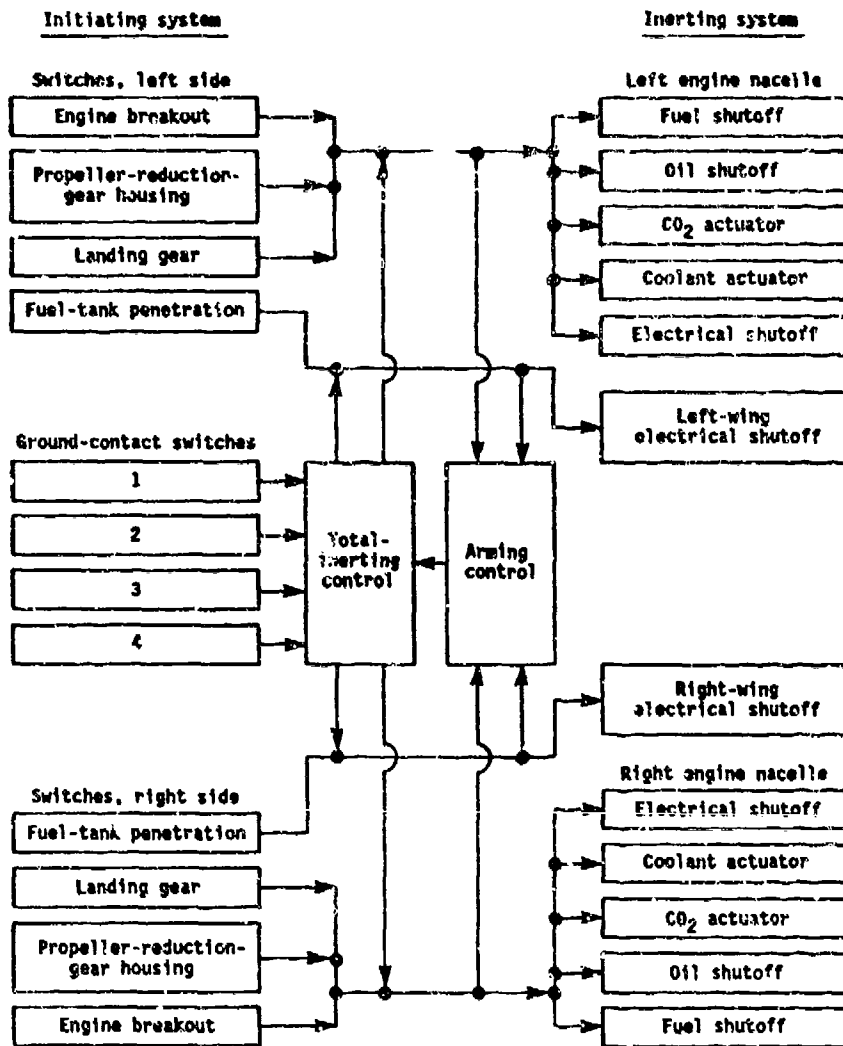 Initiating system
Inerting system
Switches, left side
Engine breakout
Propeller-reduction-
gear housing
Landing gear
Fuel-tank penetration
Left engine nacelle
Fuel shutoff
Oil shutoff
CO2 actuator
Coolant actuator
Electrical shutoff
Left-wing
electrical shutoff
Ground-contact switches
1
2
3
4
Total-
inerting
control
Arming
control
Right-wing
electrical shutoff
Switches, right side
Fuel-tank penetration
Landing gear
Propeller-reduction-
gear housing
Engine breakout
Right engine nacelle
Electrical shutoff
Coolant actuator
CO2 actuator
Oil shutoff
Fuel shutoff